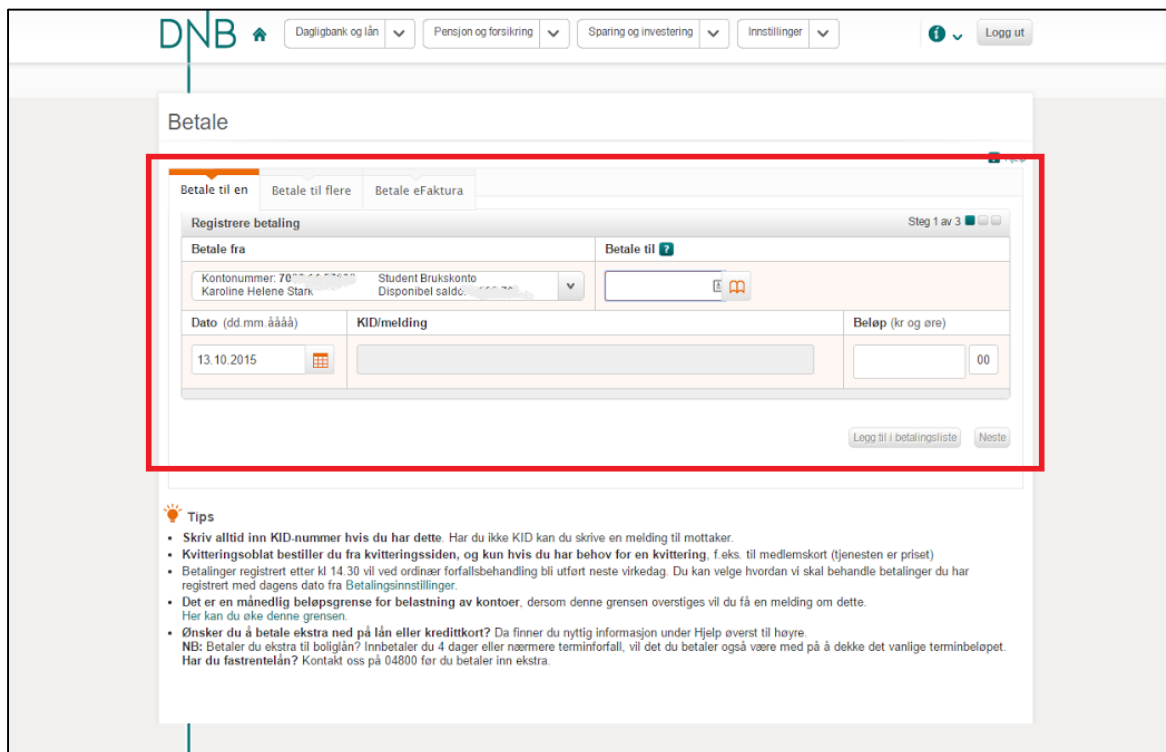 DNB Dagligbank og lån Pensjon og forsikring Sparing og investering Innstillinger i Logg ut
Betale
Betale til en Betale til flere Betale eFaktura
Registrere betaling Steg 1 av 3
Betale fra Betale til ?
Kontonummer: Student Brukskonto
Karoline Helene Stark Disponibel saldo:
Dato (dd.mm.åååå) KID/melding Beløp (kr og øre)
13.10.2015 00
Legg til i betalingsliste Neste
Tips
• Skriv alltid inn KID-nummer hvis du har dette. Har du ikke KID kan du skrive en melding til mottaker.
• Kvitteringsoblat bestiller du fra kvitteringssiden, og kun hvis du har behov for en kvittering, f.eks. til medlemskort (tjenesten er priset)
• Betalinger registrert etter kl 14.30 vil ved ordinær forfallsbehandling bli utført neste virkedag. Du kan velge hvordan vi skal behandle betalinger du har
registrert med dagens dato fra Betalingsinnstillinger.
• Det er en månedlig beløpsgrense for belastning av kontoer, dersom denne grensen overstiges vil du få en melding om dette.
Her kan du øke denne grensen.
• Ønsker du å betale ekstra ned på lån eller kredittkort? Da finner du nyttig informasjon under Hjelp øverst til høyre.
NB: Betaler du ekstra til boliglån? Innbetaler du 4 dager eller nærmere terminforfall, vil det du betaler også være med på å dekke det vanlige terminbeløpet.
Har du fastrentelån? Kontakt oss på 04800 før du betaler inn ekstra.